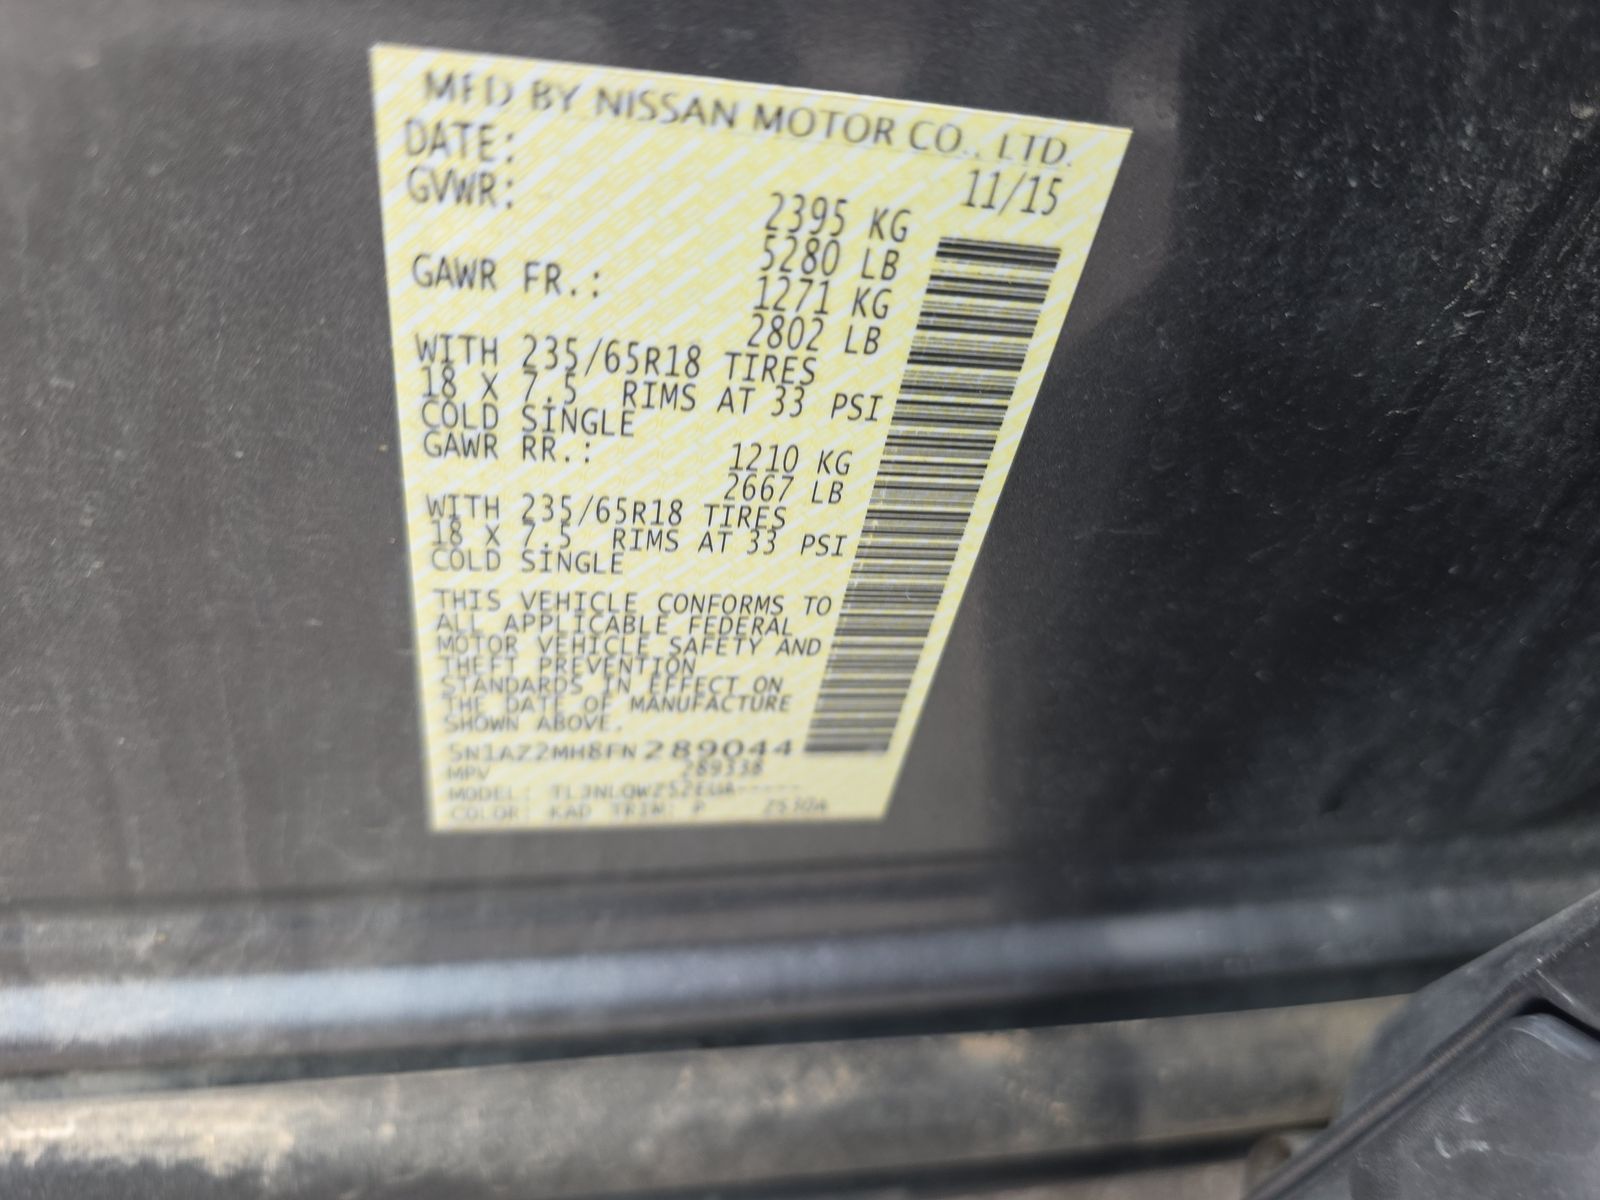 MFD BY NISSAN MOTOR CO., LTD.
DATE: 11/15
GVWR: 2395 KG
5280 LB
GAWR FR.: 1271 KG
2802 LB
WITH 235/65R18 TIRES
18 X 7.5 RIMS AT 33 PSI
COLD SINGLE
GAWR RR.: 1210 KG
2667 LB
WITH 235/65R18 TIRES
18 X 7.5 RIMS AT 33 PSI
COLD SINGLE
THIS VEHICLE CONFORMS TO
ALL APPLICABLE FEDERAL
MOTOR VEHICLE SAFETY AND
THEFT PREVENTION
STANDARDS IN EFFECT ON
THE DATE OF MANUFACTURE
SHOWN ABOVE.
5N1AZ2MH8FN289044
MPV 289338
MODEL:
COLOR: KAD TRIM: P